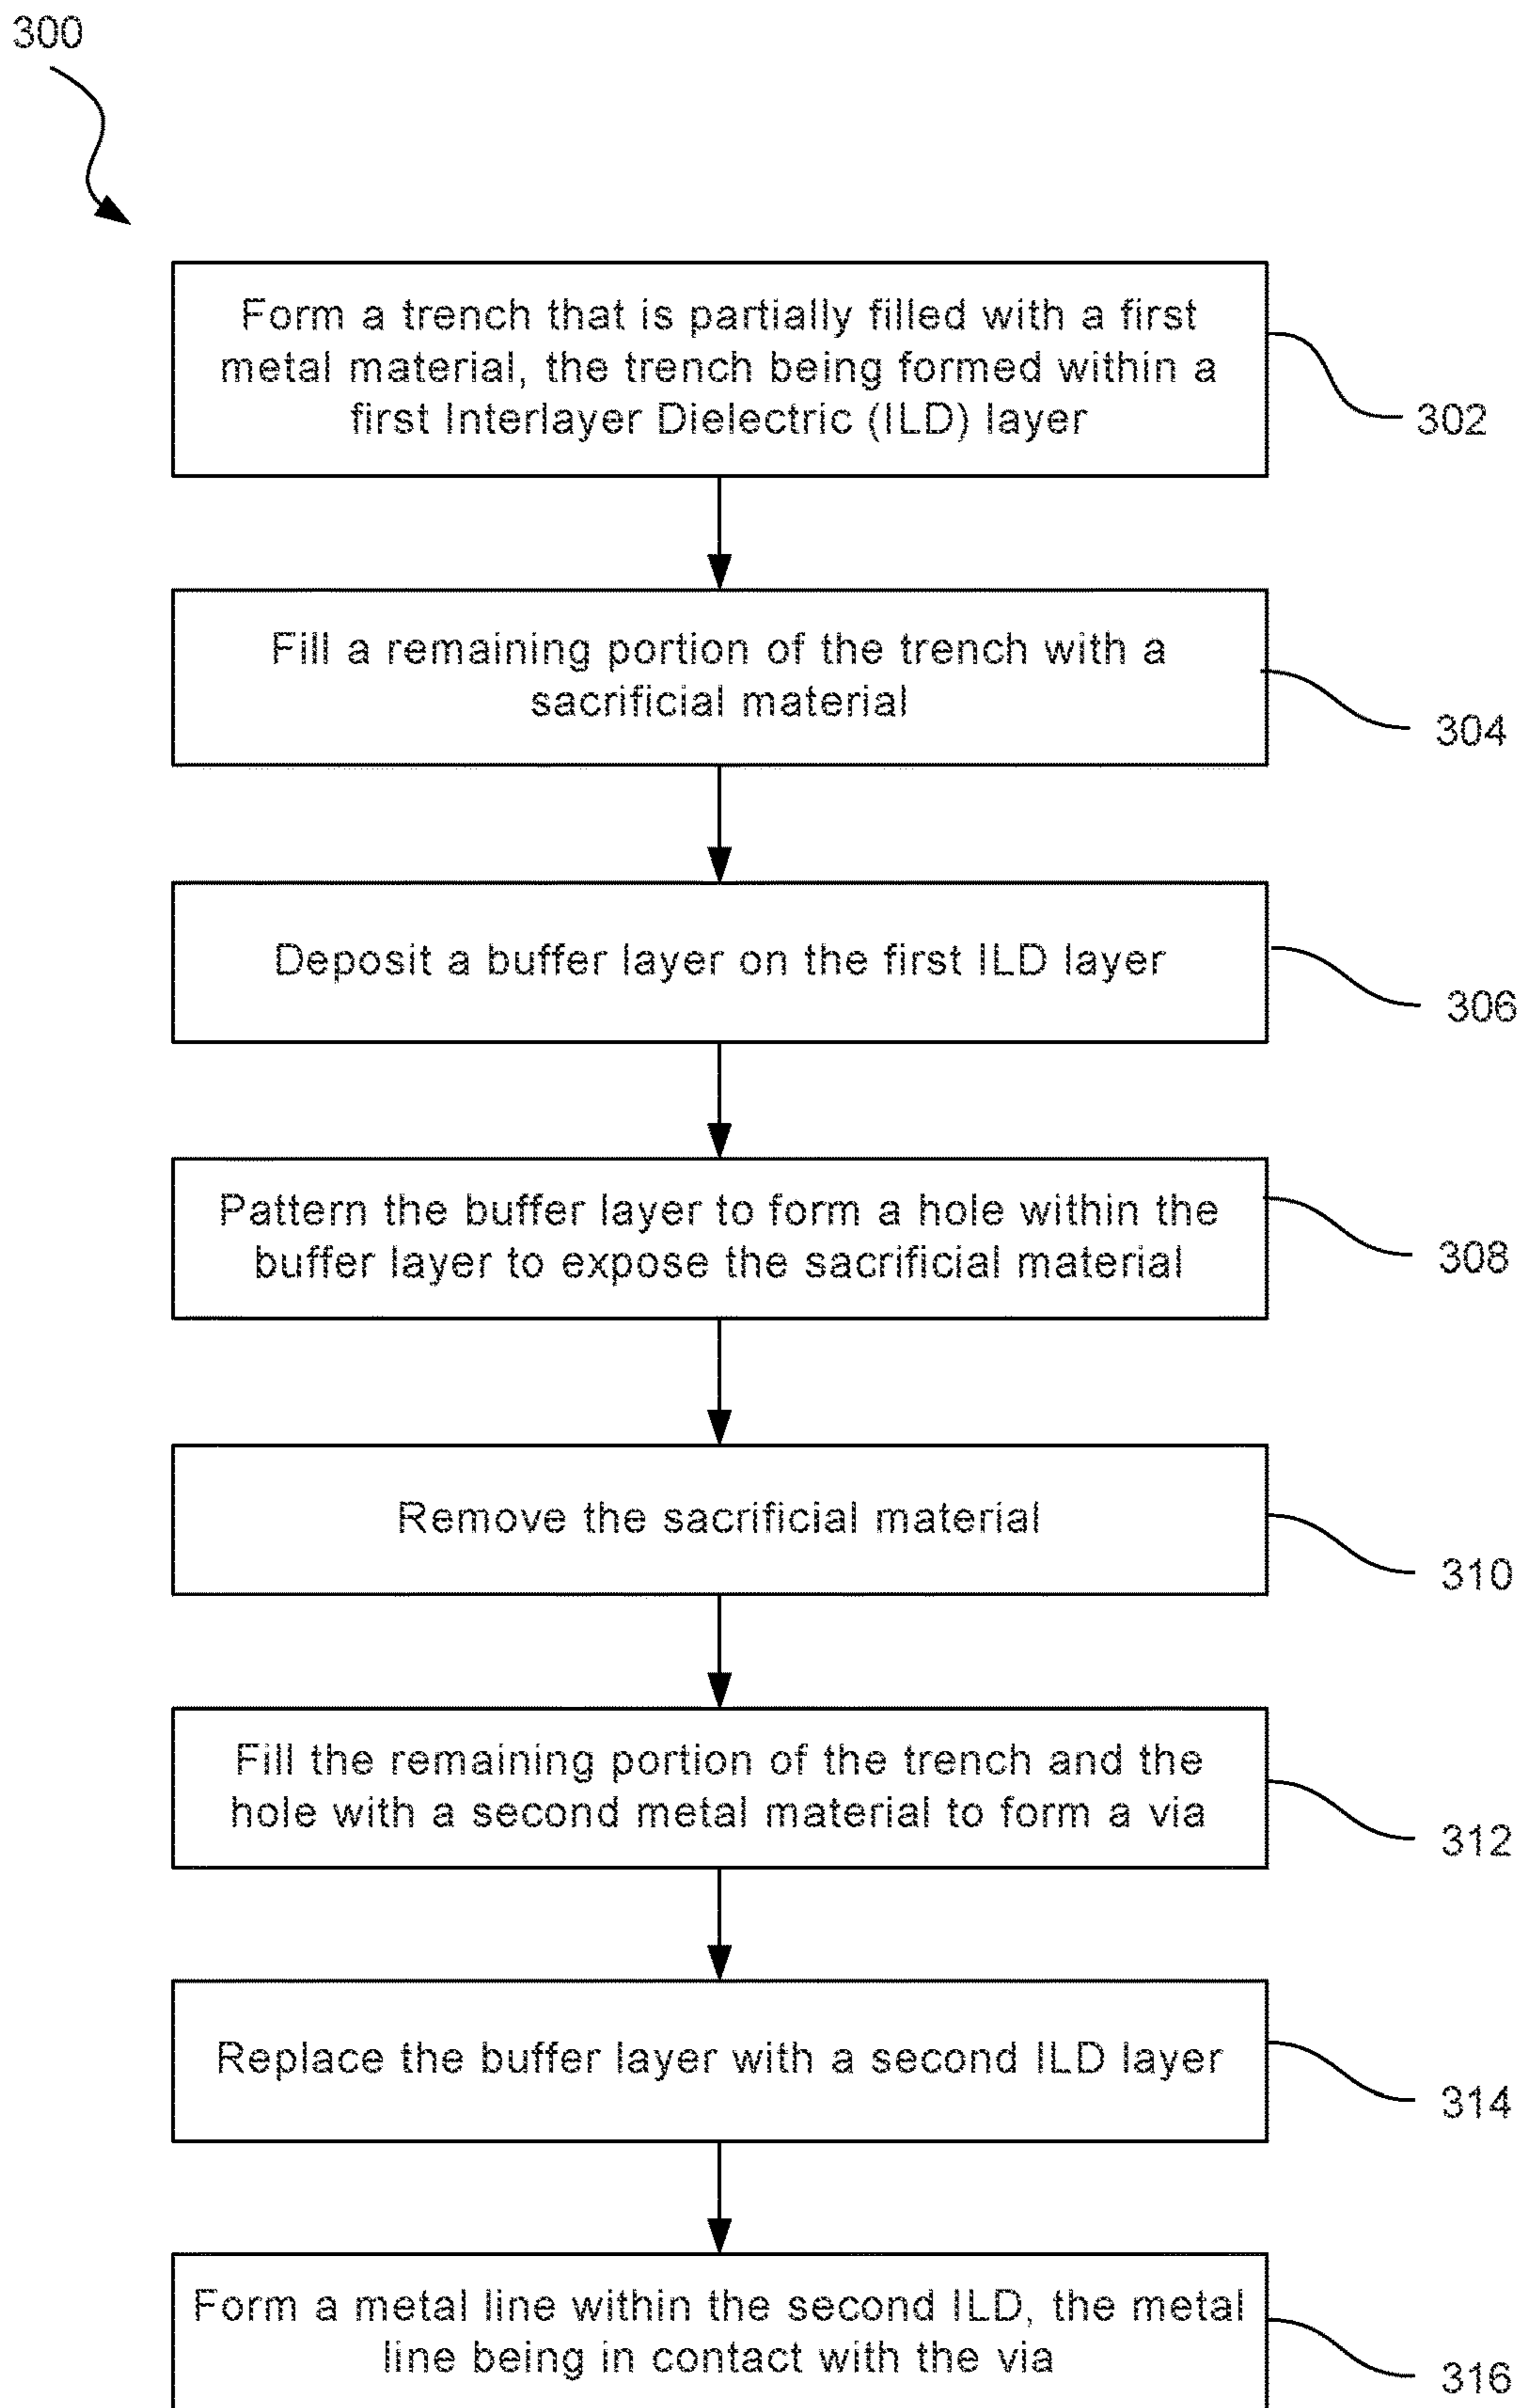 300
Form a trench that is partially filled with a first
metal material, the trench being formed within a
first Interlayer Dielectric (ILD) layer
302
Fill a remaining portion of the trench with a
sacrificial material
304
Deposit a buffer layer on the first ILD layer
306
Pattern the buffer layer to form a hole within the
buffer layer to expose the sacrificial material
308
Remove the sacrificial material
310
Fill the remaining portion of the trench and the
hole with a second metal material to form a via
312
Replace the buffer layer with a second ILD layer
314
Form a metal line within the second ILD, the metal
line being in contact with the via
316